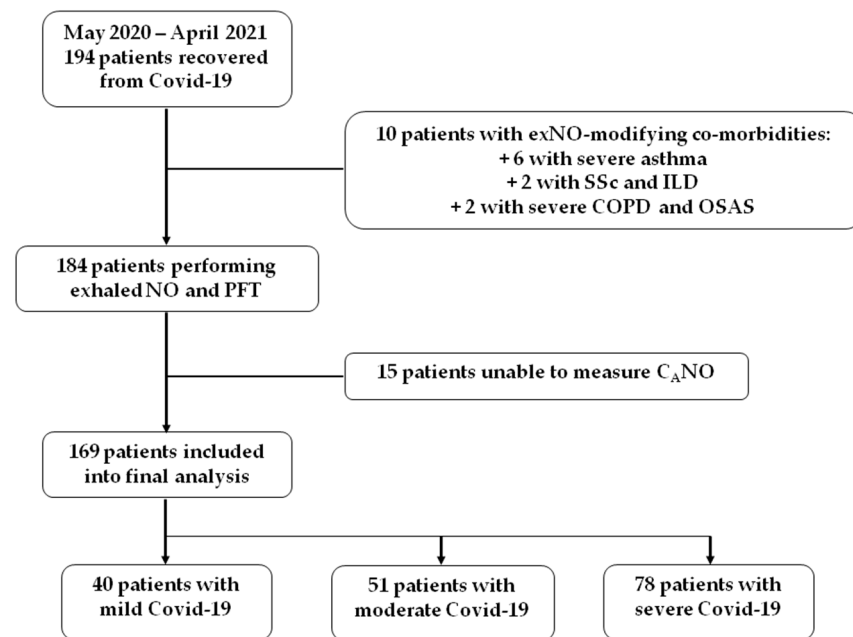 May 2020 – April 2021
194 patients recovered
from Covid-19
10 patients with exNO-modifying co-morbidities:
+ 6 with severe asthma
+ 2 with SSc and ILD
+ 2 with severe COPD and OSAS
184 patients performing
exhaled NO and PFT
15 patients unable to measure CANO
169 patients included
into final analysis
40 patients with
mild Covid-19
51 patients with
moderate Covid-19
78 patients with
severe Covid-19